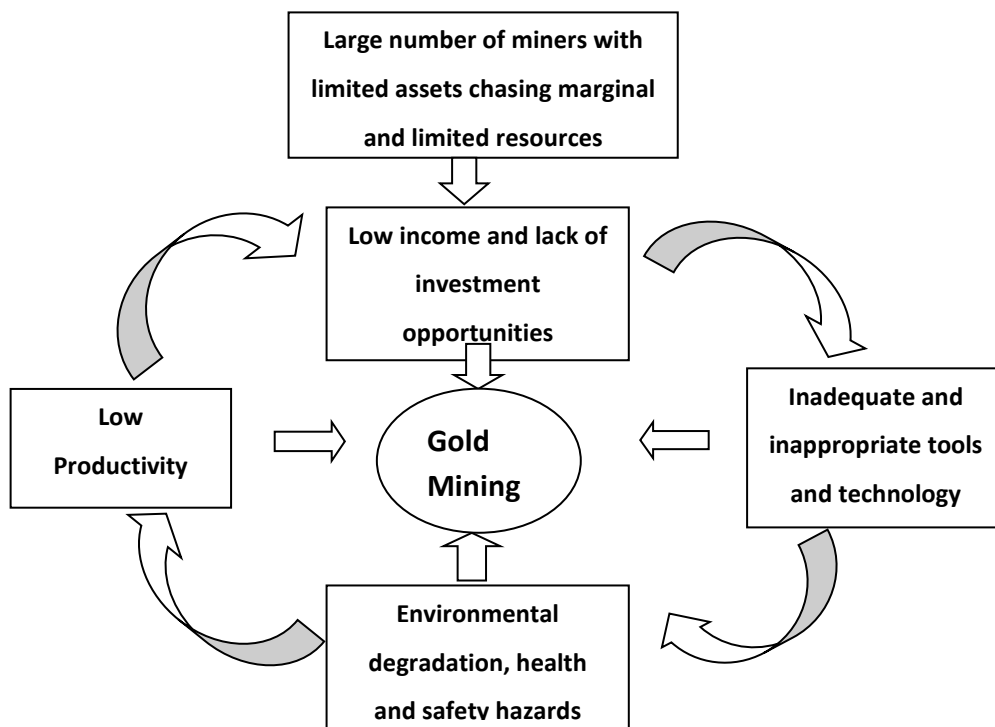 Large number of miners with
limited assets chasing marginal
and limited resources
Low income and lack of
investment
opportunities
Low
Productivity
Gold
Mining
Inadequate and
inappropriate tools
and technology
Environmental
degradation, health
and safety hazards